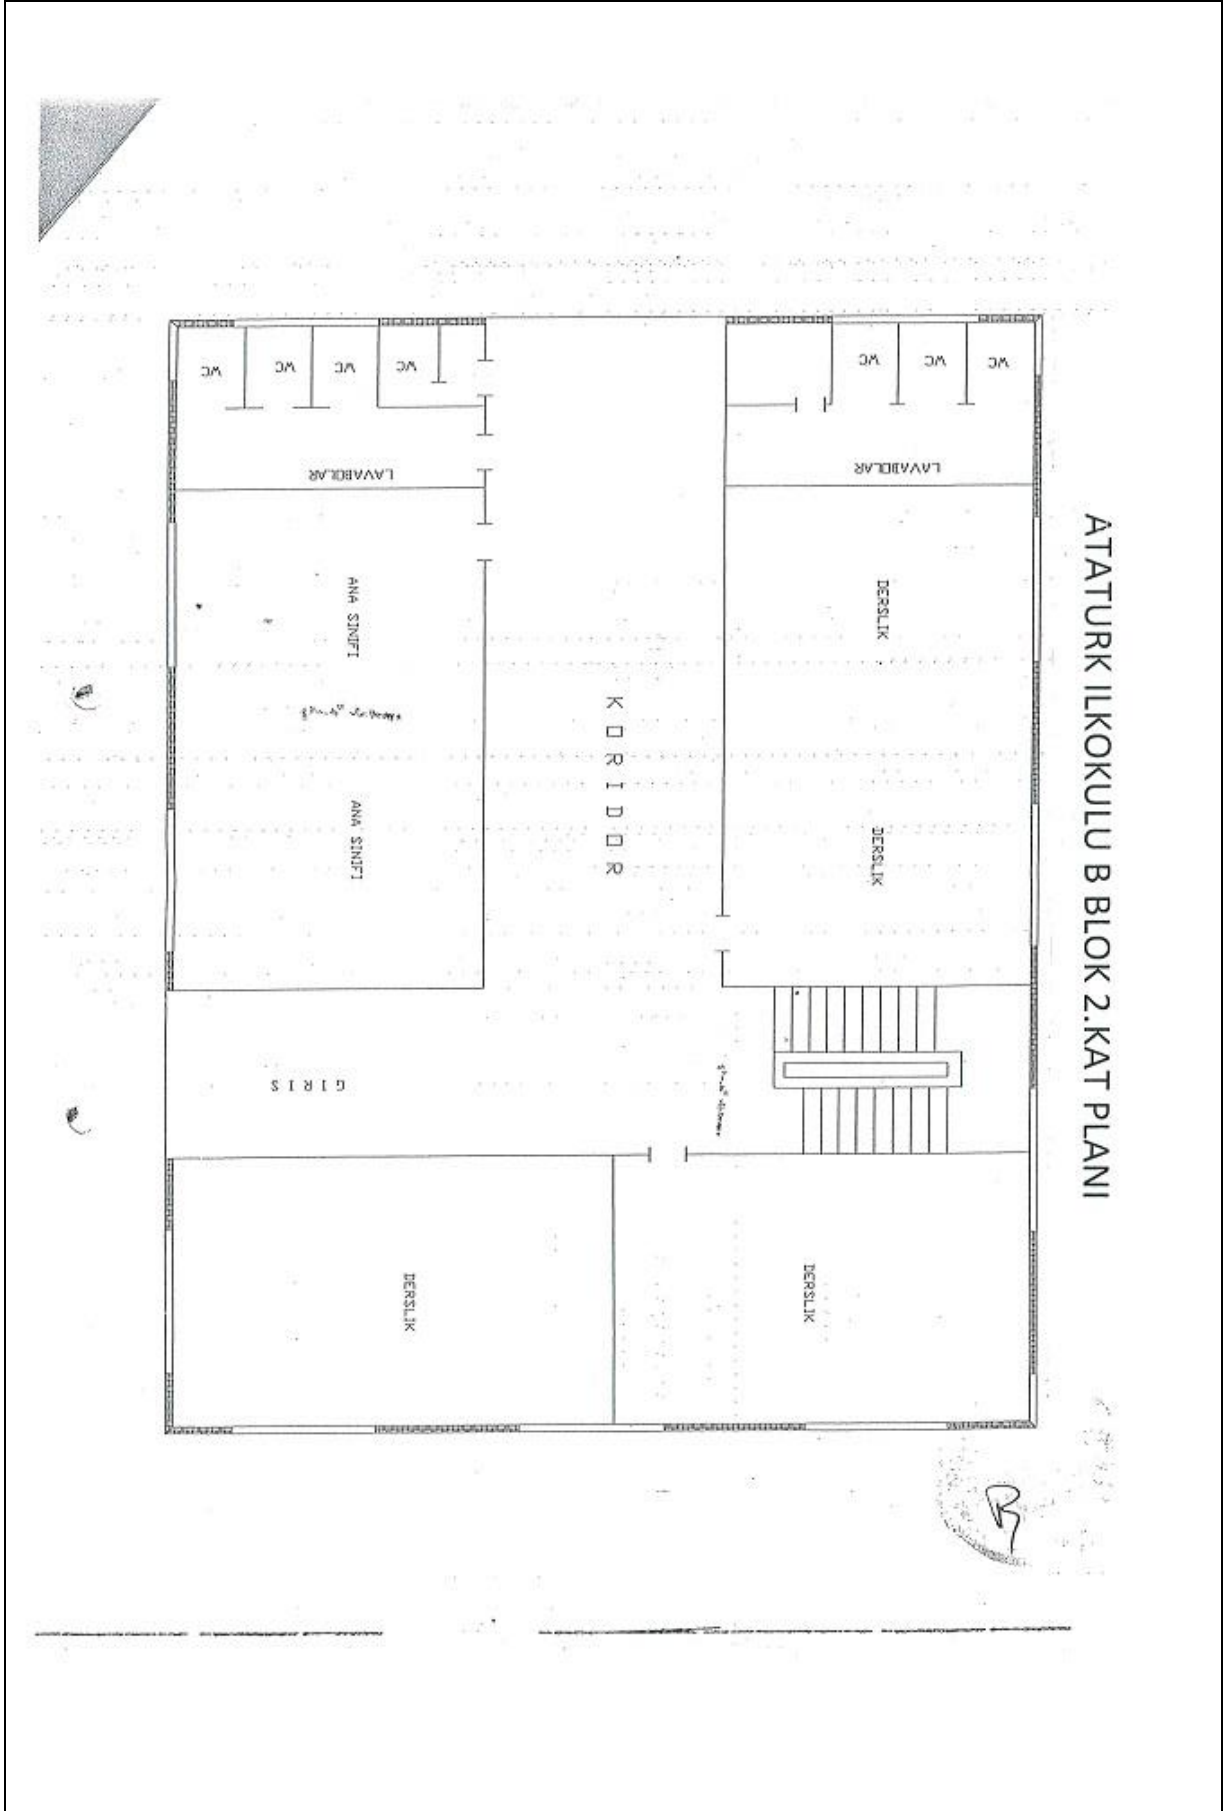 ATATURK ILKOKULU B BLOK 2.KAT PLANI
WC
WC
WC
WC
WC
WC
WC
LAVABOLAR
LAVABOLAR
ANA SINIFI
DERSLIK
KORIDOR
ANA SINIFI
DERSLIK
GIRIS
DERSLIK
DERSLIK